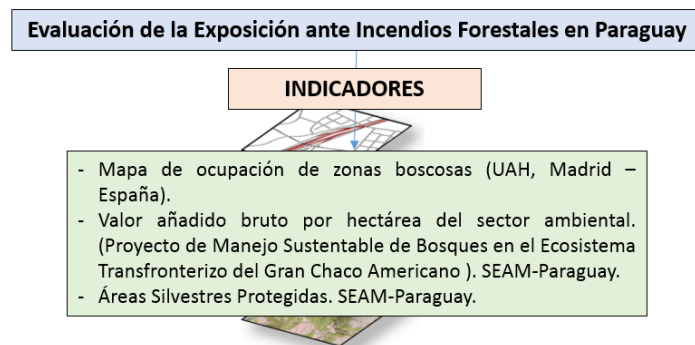 Evaluación de la Exposición ante Incendios Forestales en Paraguay
INDICADORES
- Mapa de ocupación de zonas boscosas (UAH, Madrid –
España).
- Valor añadido bruto por hectárea del sector ambiental.
(Proyecto de Manejo Sustentable de Bosques en el Ecosistema
Transfronterizo del Gran Chaco Americano ). SEAM-Paraguay.
- Áreas Silvestres Protegidas. SEAM-Paraguay.